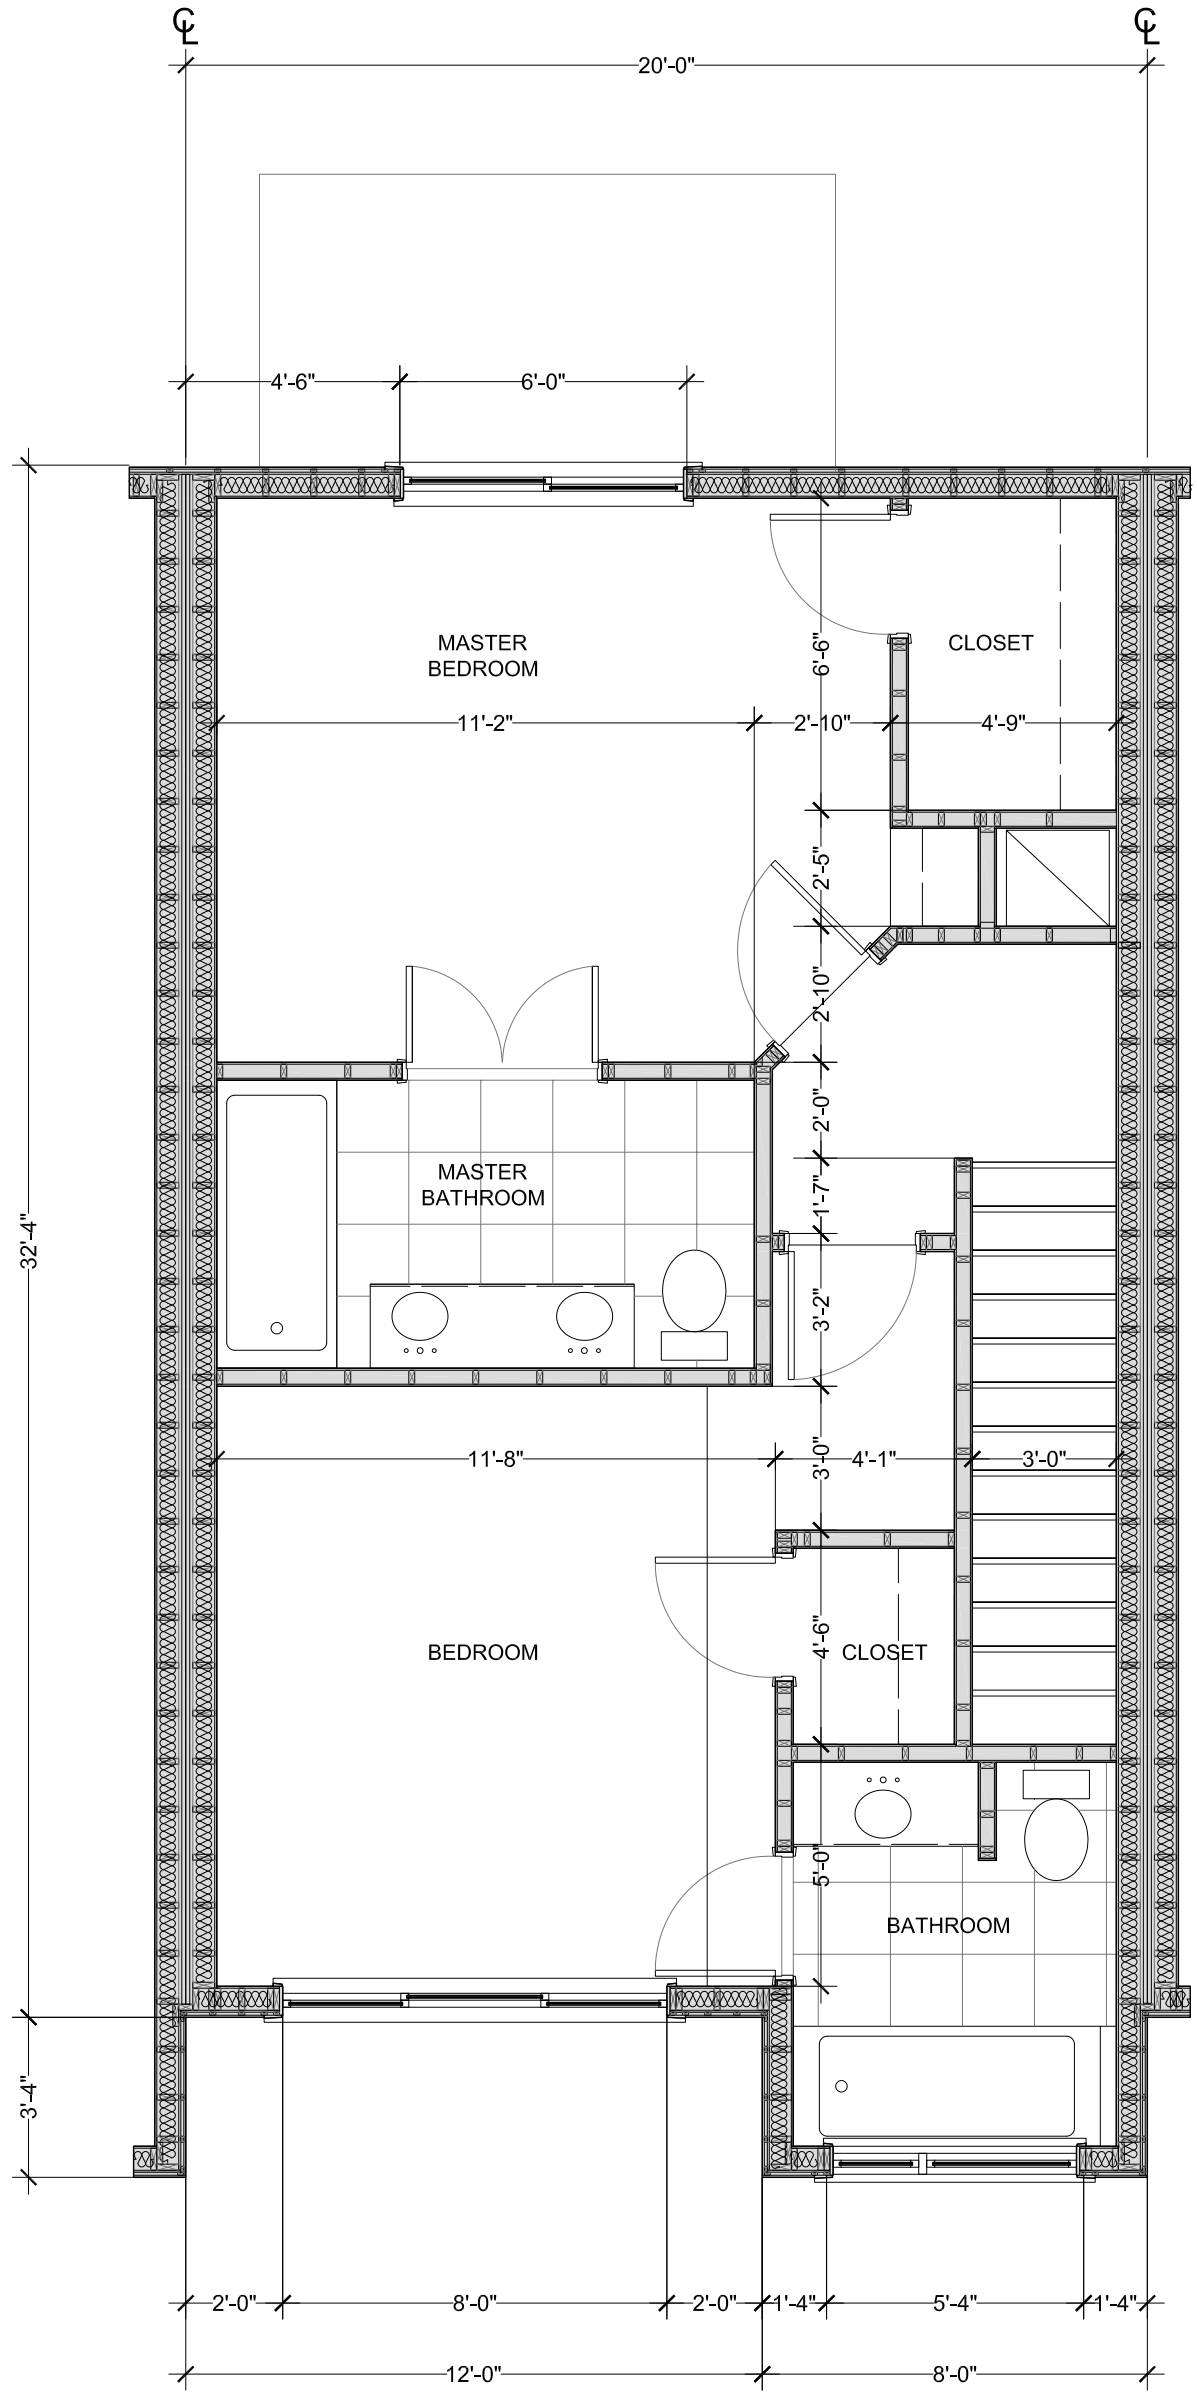 ℄ ℄
20'-0"
4'-6" 6'-0"
MASTER
BEDROOM
CLOSET
6'-6"
11'-2" 2'-10" 4'-9"
2'-5"
2'-10"
2'-0"
MASTER
BATHROOM
1'-7"
32'-4"
3'-2"
11'-8" 3'-0" 4'-1" 3'-0"
BEDROOM
4'-6"
CLOSET
5'-0"
BATHROOM
3'-4"
2'-0" 8'-0" 2'-0" 1'-4" 5'-4" 1'-4"
12'-0" 8'-0"